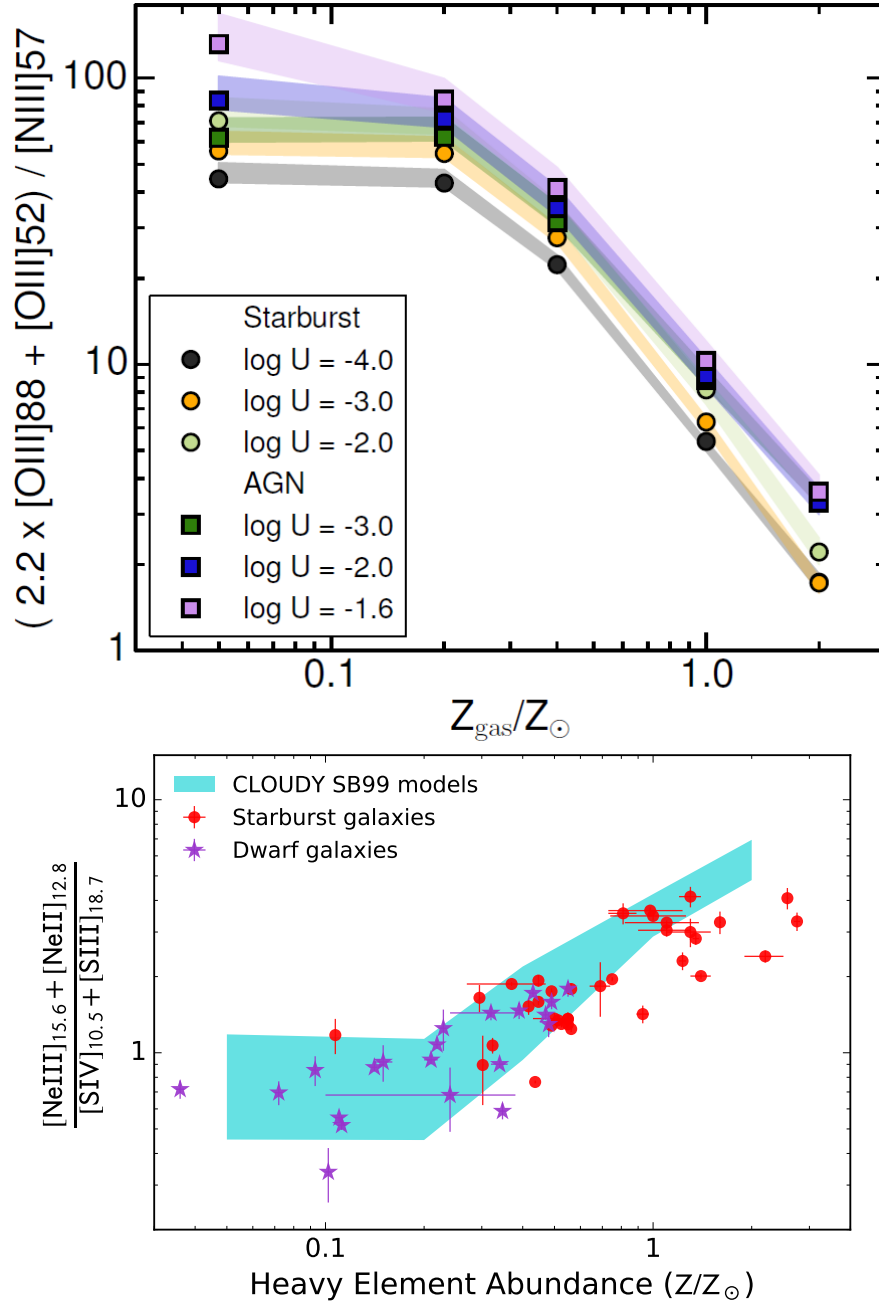 ( 2.2 x [OIII]88 + [OIII]52) / [NIII]57
100
10
1
Starburst
log U = -4.0
log U = -3.0
log U = -2.0
AGN
log U = -3.0
log U = -2.0
log U = -1.6
0.1 1.0
Z_gas/Z_⊙
[NeIII]_15.6 + [NeII]_12.8
[SIV]_10.5 + [SIII]_18.7
10
1
CLOUDY SB99 models
Starburst galaxies
Dwarf galaxies
0.1 1
Heavy Element Abundance (Z/Z_⊙)